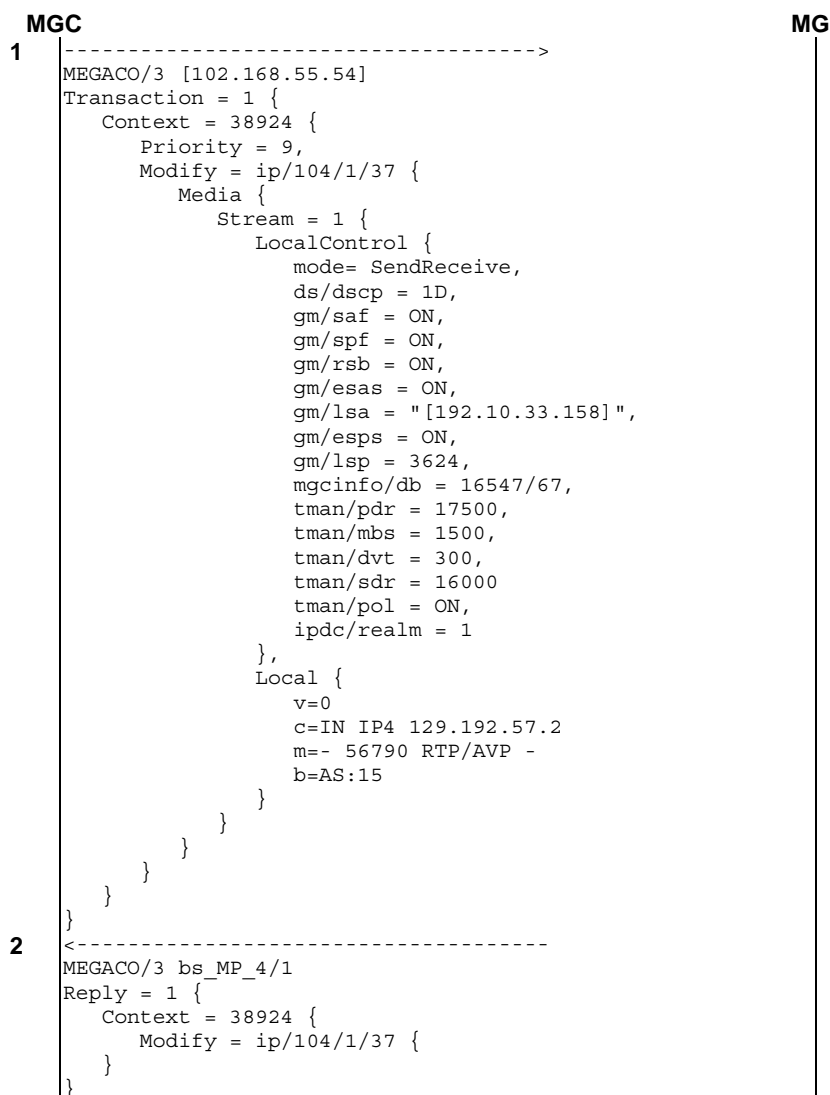 MGC MG
1 ------------------------------------->
MEGACO/3 [102.168.55.54]
Transaction = 1 {
   Context = 38924 {
      Priority = 9,
      Modify = ip/104/1/37 {
         Media {
            Stream = 1 {
               LocalControl {
                  mode= SendReceive,
                  ds/dscp = 1D,
                  gm/saf = ON,
                  gm/spf = ON,
                  gm/rsb = ON,
                  gm/esas = ON,
                  gm/lsa = "[192.10.33.158]",
                  gm/esps = ON,
                  gm/lsp = 3624,
                  mgcinfo/db = 16547/67,
                  tman/pdr = 17500,
                  tman/mbs = 1500,
                  tman/dvt = 300,
                  tman/sdr = 16000
                  tman/pol = ON,
                  ipdc/realm = 1
               },
               Local {
                  v=0
                  c=IN IP4 129.192.57.2
                  m=- 56790 RTP/AVP -
                  b=AS:15
               }
            }
         }
      }
   }
}
2 <-------------------------------------
MEGACO/3 bs_MP_4/1
Reply = 1 {
   Context = 38924 {
      Modify = ip/104/1/37 {
   }
}